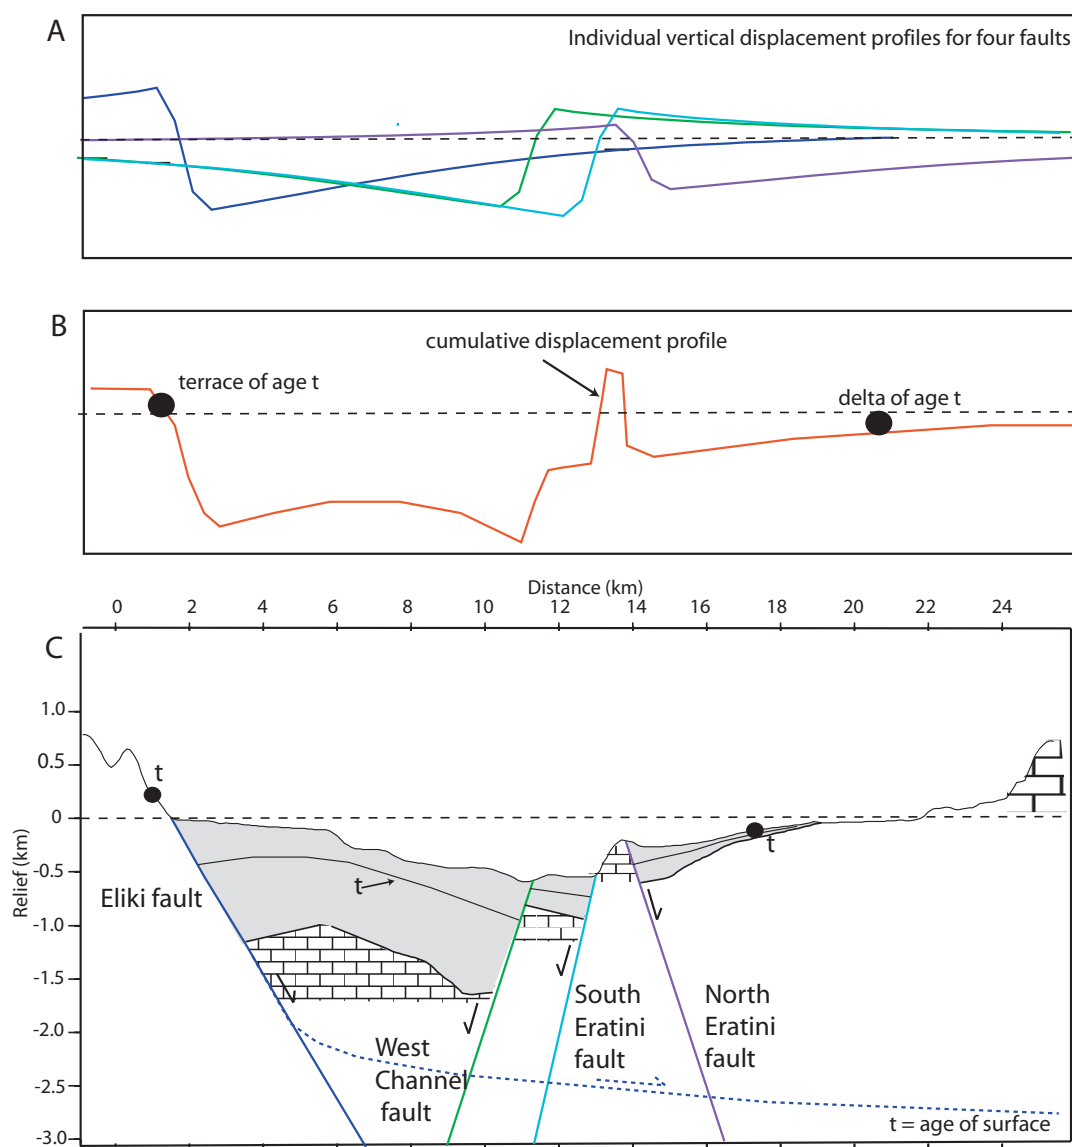 A
Individual vertical displacement profiles for four faults
B
cumulative displacement profile
terrace of age t
delta of age t
Distance (km)
0 2 4 6 8 10 12 14 16 18 20 22 24
C
1.0
0.5
0
-0.5
-1.0
-1.5
-2.0
-2.5
-3.0
Relief (km)
t
t
t
Eliki fault
West
Channel
fault
South
Eratini
fault
North
Eratini
fault
t = age of surface